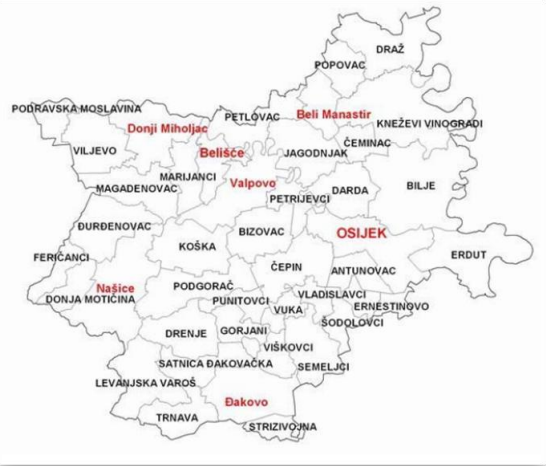 DRAŽ
POPOVAC
PODRAVSKA MOSLAVINA
PETLOVAC
Beli Manastir
KNEŽEVI VINOGRADI
Donji Miholjac
ČEMINAC
VILJEVO
Belišće
JAGODNJAK
MARIJANCI
Valpovo
MAGADENOVAC
DARDA
BILJE
PETRIJEVCI
ĐURĐENOVAC
BIZOVAC
OSIJEK
KOŠKA
ERDUT
FERIČANCI
ČEPIN
ANTUNOVAC
Našice
PODGORAČ
DONJA MOTIČINA
PUNITOVCI
VLADISLAVCI
ERNESTINOVO
VUKA
ŠODOLOVCI
DRENJE
GORJANI
VIŠKOVCI
SATNICA ĐAKOVAČKA
SEMELJCI
LEVANJSKA VAROŠ
Đakovo
TRNAVA
STRIZIVOJNA